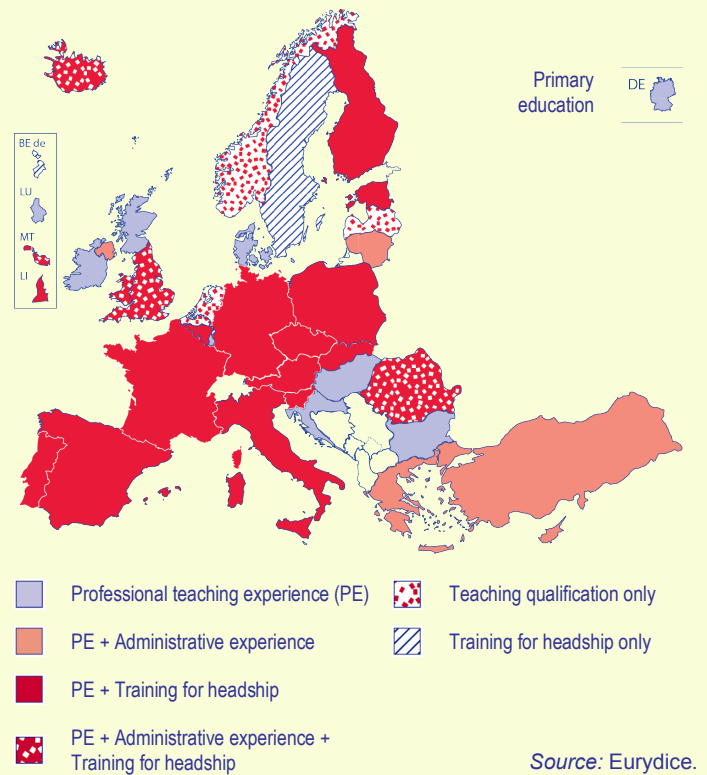 Primary
education
DE
BE de
LU
MT
LI
Professional teaching experience (PE)
Teaching qualification only
PE + Administrative experience
Training for headship only
PE + Training for headship
PE + Administrative experience +
Training for headship
Source: Eurydice.